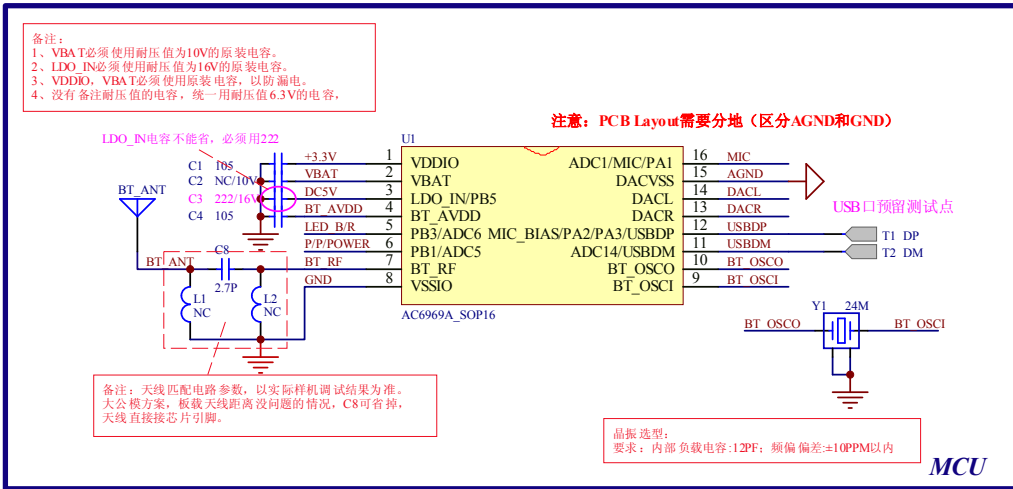 备注：
1、VBAT必须使用耐压值为10V的原装电容。
2、LDO_IN必须使用耐压值为16V的原装电容。
3、VDDIO，VBAT必须使用原装电容，以防漏电。
4、没有备注耐压值的电容，统一用耐压值6.3V的电容，
注意：PCB Layout需要分地（区分AGND和GND）
LDO_IN电容不能省，必须用222
U1
C1 105 +3.3V 1 VDDIO ADC1/MIC/PA1 16 MIC
C2 NC/10V VBAT 2 VBAT DACVSS 15 AGND
C3 222/16V DC5V 3 LDO_IN/PB5 DACL 14 DACL
C4 105 BT_AVDD 4 BT_AVDD DACR 13 DACR
LED_B/R 5 PB3/ADC6 MIC_BIAS/PA2/PA3/USBDP 12 USBDP
P/P/POWER 6 PB1/ADC5 ADC14/USBDM 11 USBDM
BT_RF 7 BT_RF BT_OSCO 10 BT_OSCO
GND 8 VSSIO BT_OSCI 9 BT_OSCI
AC6969A_SOP16
USB口预留测试点
T1 DP
T2 DM
BT_ANT
BT_ANT
C8
2.7P
L1
NC
L2
NC
Y1 24M
BT_OSCO BT_OSCI
备注：天线匹配电路参数，以实际样机调试结果为准。
大公模方案，板载天线距离没问题的情况，C8可省掉，
天线直接接芯片引脚。
晶振选型：
要求：内部负载电容:12PF；频偏偏差:±10PPM以内
MCU